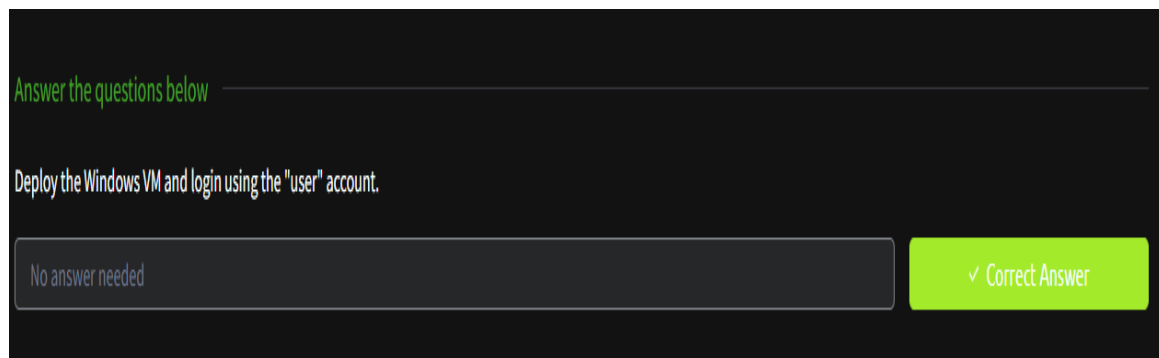 Answer the questions below
Deploy the Windows VM and login using the "user" account.
No answer needed
✓ Correct Answer